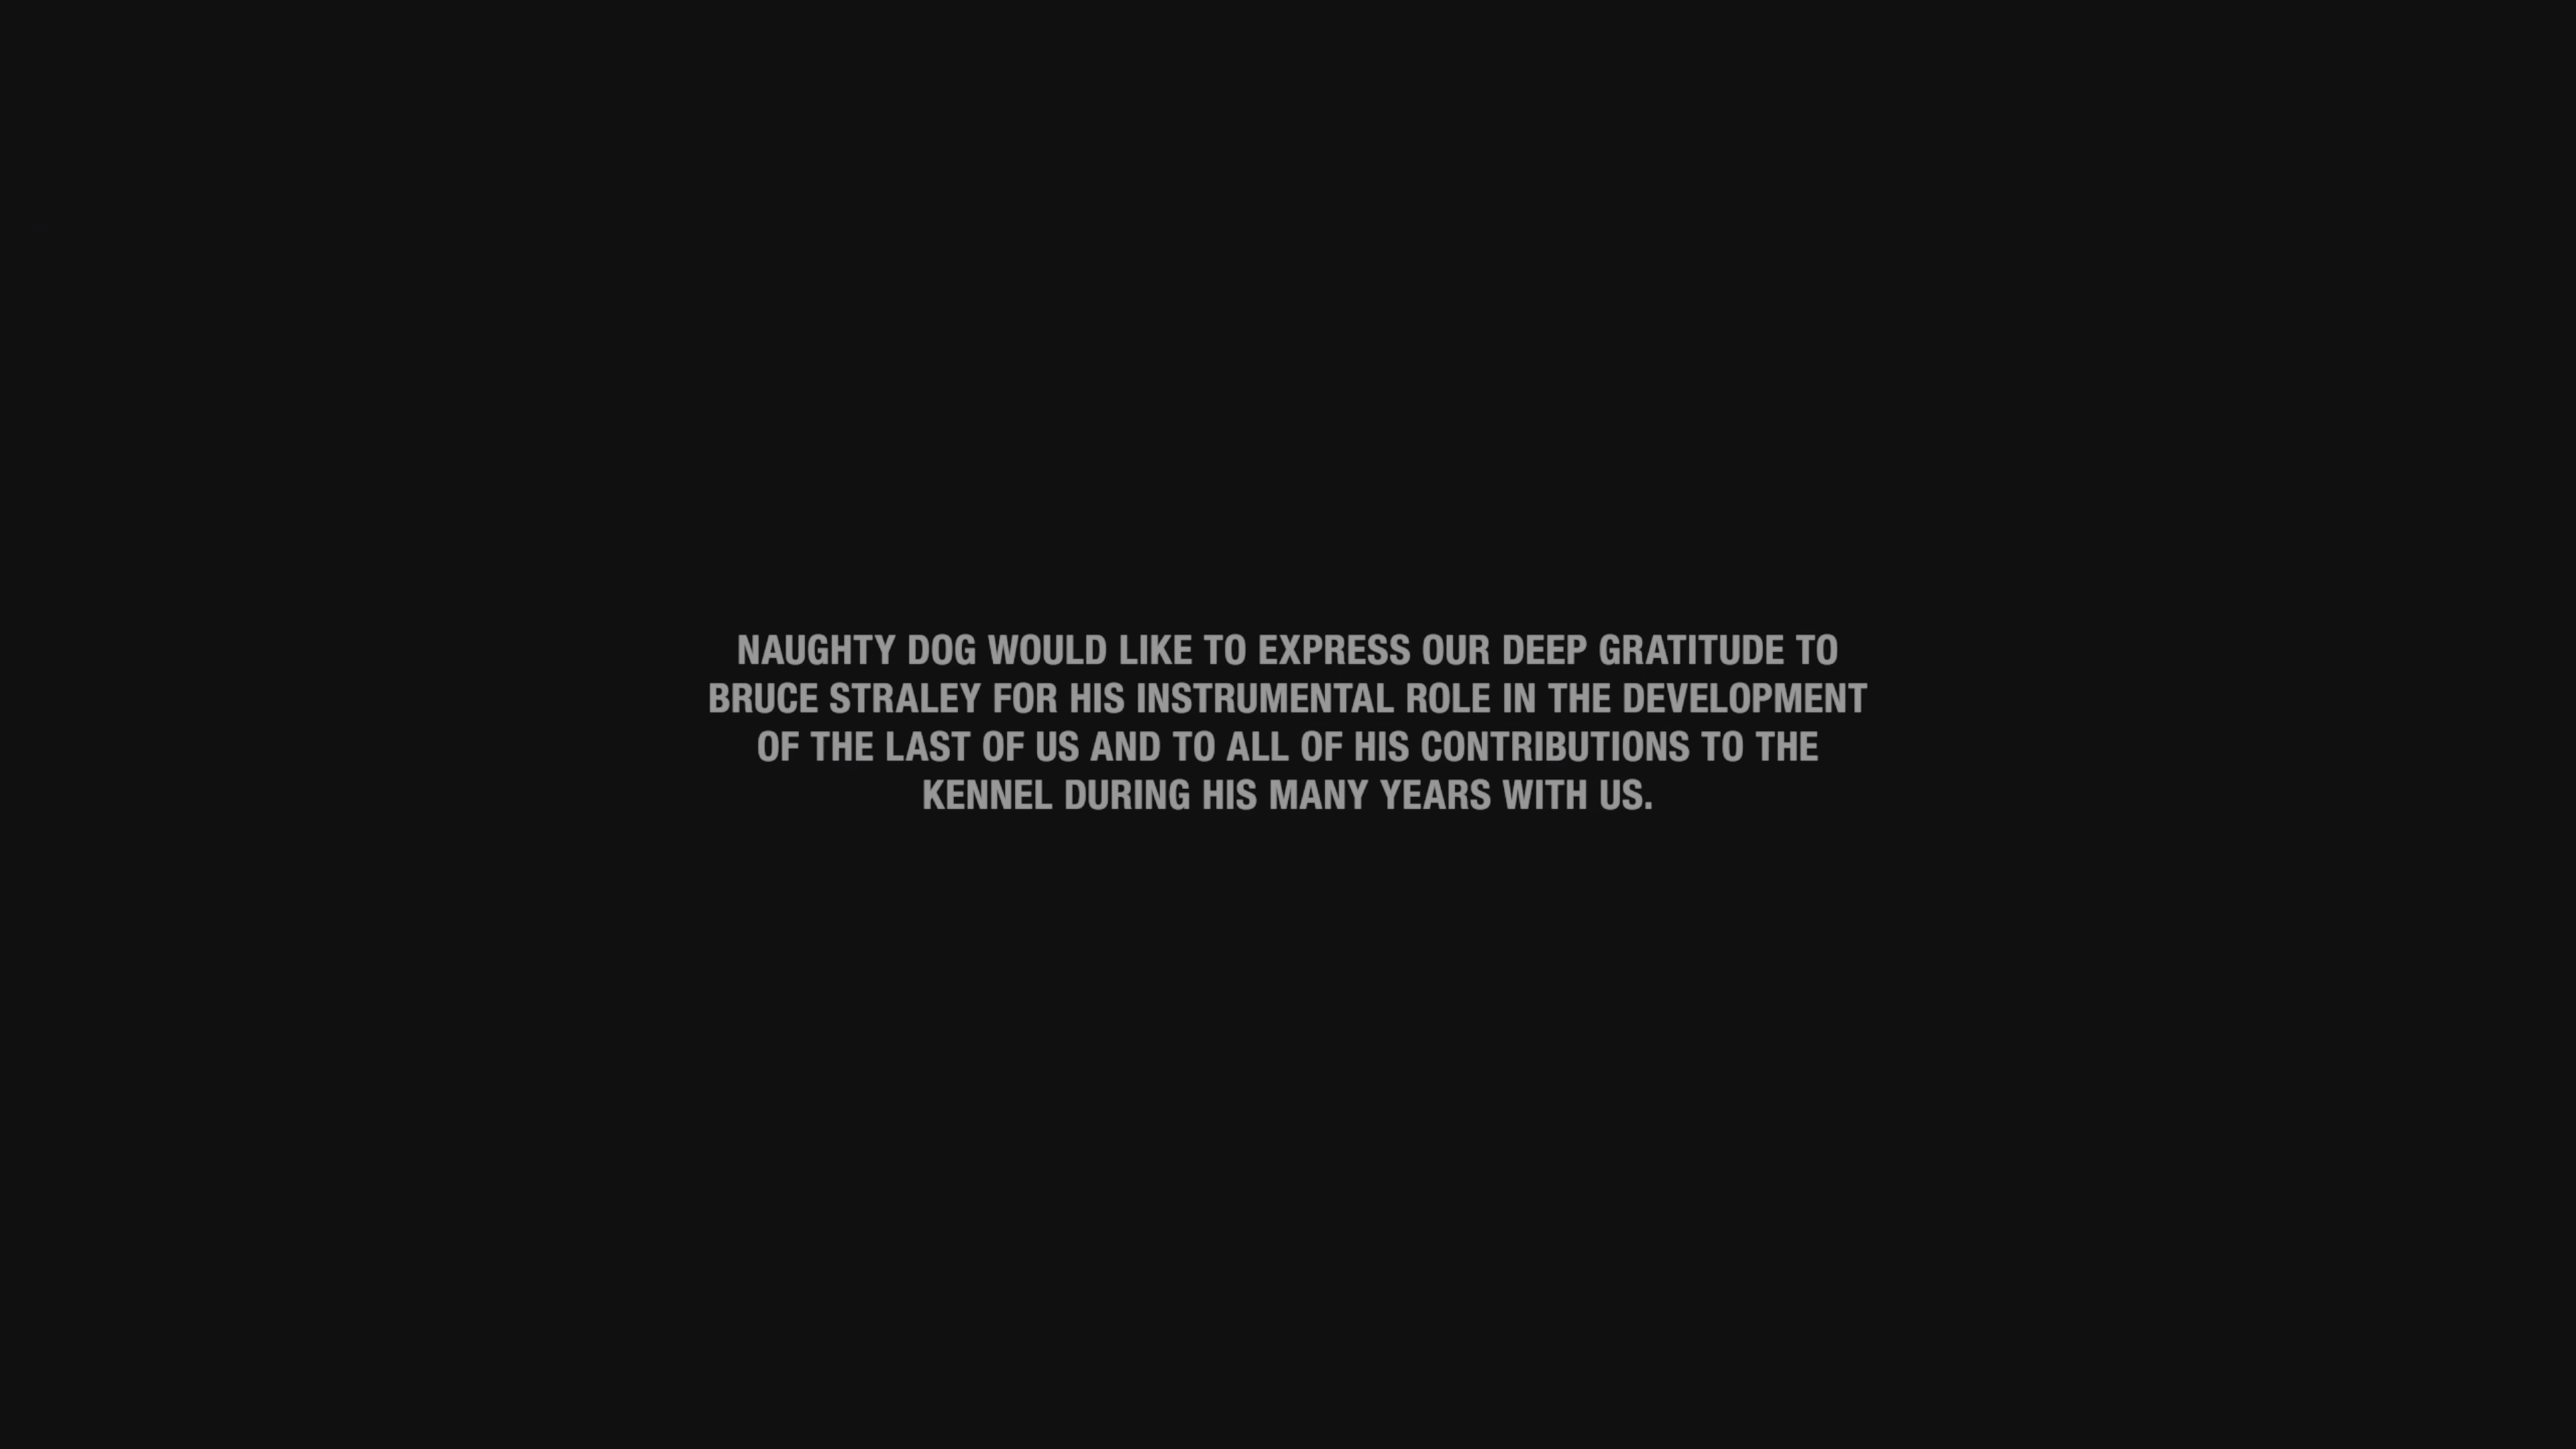 NAUGHTY DOG WOULD LIKE TO EXPRESS OUR DEEP GRATITUDE TO
BRUCE STRALEY FOR HIS INSTRUMENTAL ROLE IN THE DEVELOPMENT
OF THE LAST OF US AND TO ALL OF HIS CONTRIBUTIONS TO THE
KENNEL DURING HIS MANY YEARS WITH US.